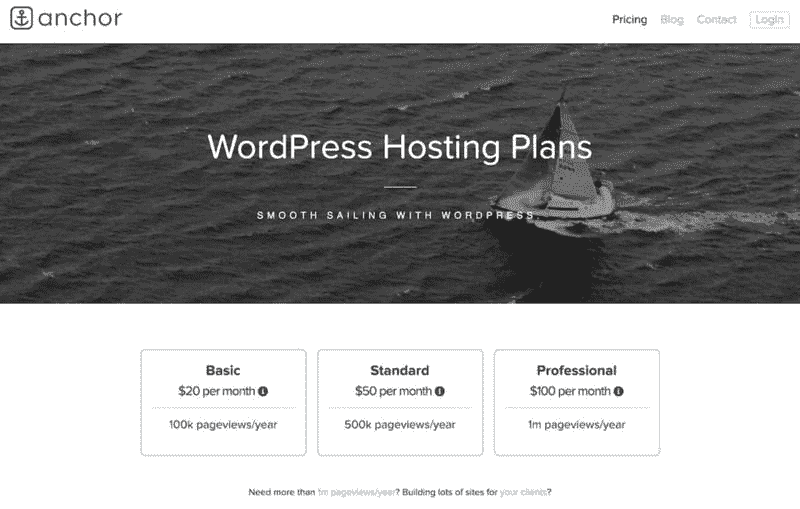 anchor
Pricing Blog Contact Login
WordPress Hosting Plans
SMOOTH SAILING WITH WORDPRESS.
Basic
$20 per month
100k pageviews/year
Standard
$50 per month
500k pageviews/year
Professional
$100 per month
1m pageviews/year
Need more than 1m pageviews/year? Building lots of sites for your clients?